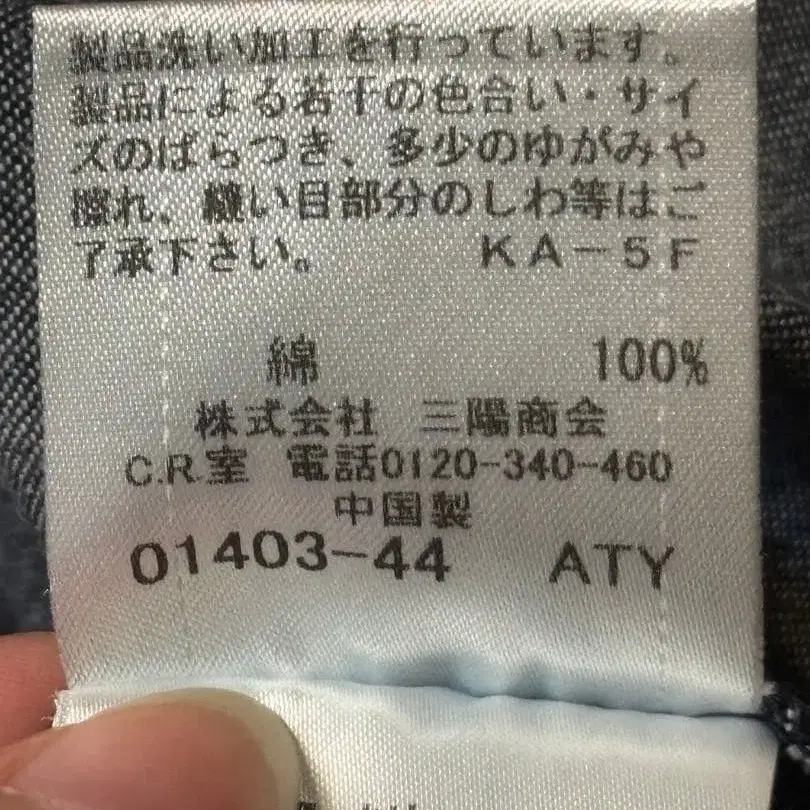 製品洗い加工を行っています。
製品による若干の色合い・サイ
ズのばらつき、多少のゆがみや
擦れ、縫い目部分のしわ等はご
了承下さい。 KA-5F
綿 100%
株式会社 三陽商会
C.R.室 電話0120-340-460
中国製
01403-44 ATY